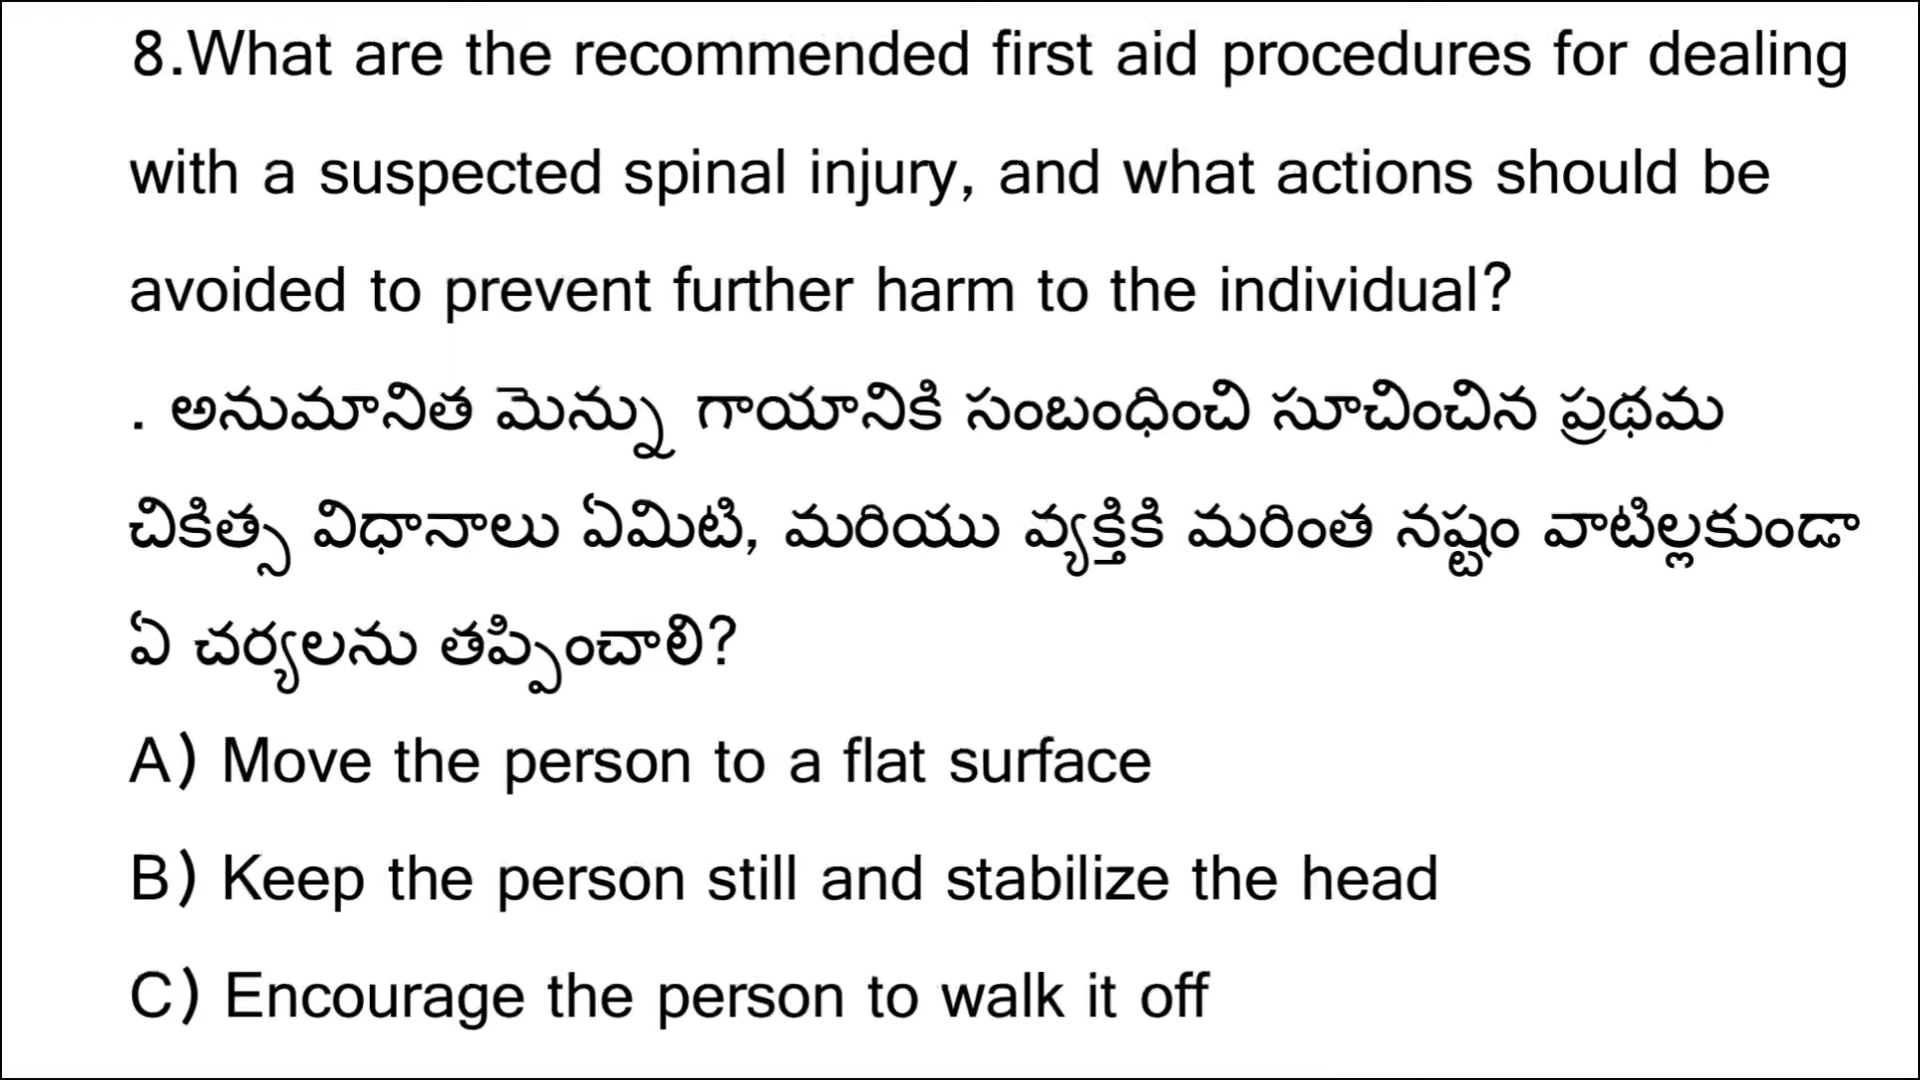 8.What are the recommended first aid procedures for dealing
with a suspected spinal injury, and what actions should be
avoided to prevent further harm to the individual?
. అనుమానిత మెన్ను గాయానికి సంబంధించి సూచించిన ప్రథమ
చికిత్స విధానాలు ఏమిటి, మరియు వ్యక్తికి మరింత నష్టం వాటిల్లకుండా
ఏ చర్యలను తప్పించాలి?
A) Move the person to a flat surface
B) Keep the person still and stabilize the head
C) Encourage the person to walk it off